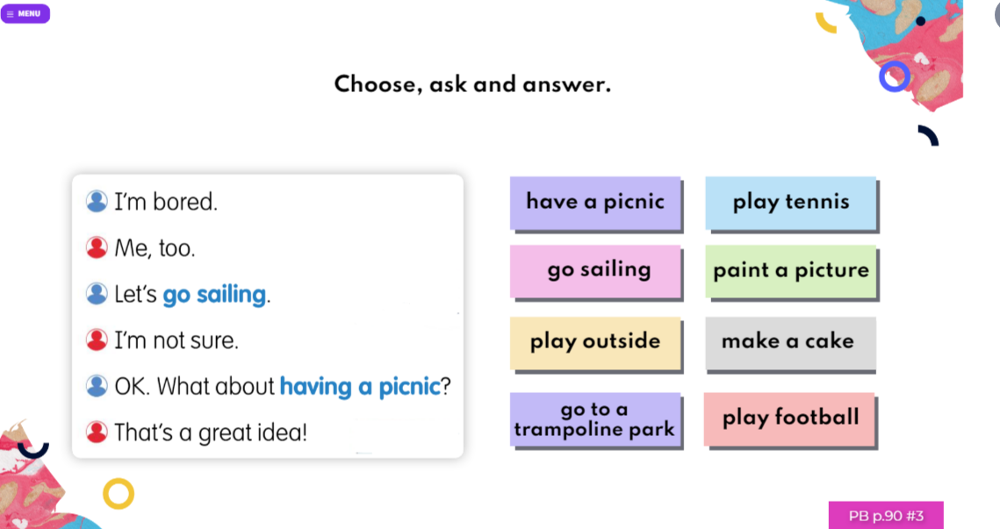 MENU
Choose, ask and answer.
I'm bored.
Me, too.
Let's go sailing.
I'm not sure.
OK. What about having a picnic?
That's a great idea!
have a picnic
play tennis
go sailing
paint a picture
play outside
make a cake
go to a
trampoline park
play football
PB p.90 #3